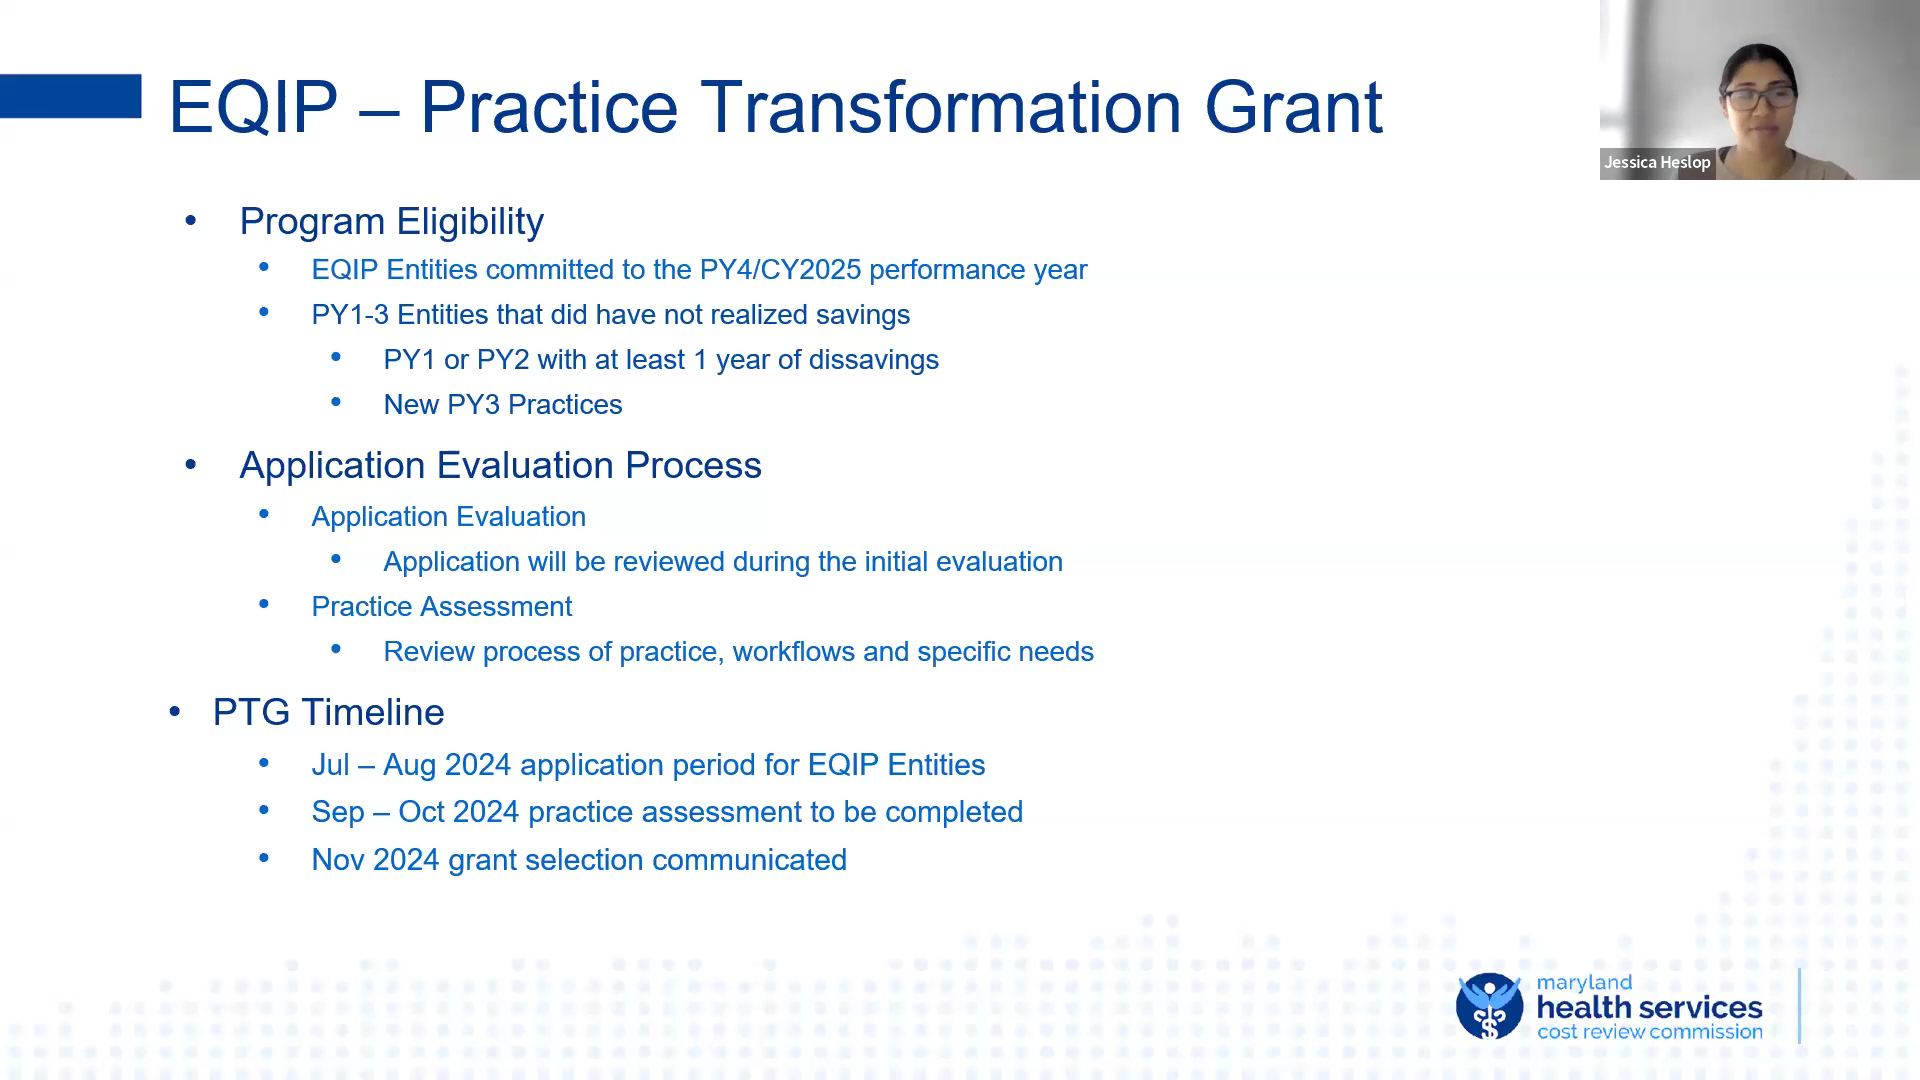 EQIP – Practice Transformation Grant
Jessica Heslop
• Program Eligibility
• EQIP Entities committed to the PY4/CY2025 performance year
• PY1-3 Entities that did have not realized savings
• PY1 or PY2 with at least 1 year of dissavings
• New PY3 Practices
• Application Evaluation Process
• Application Evaluation
• Application will be reviewed during the initial evaluation
• Practice Assessment
• Review process of practice, workflows and specific needs
• PTG Timeline
• Jul – Aug 2024 application period for EQIP Entities
• Sep – Oct 2024 practice assessment to be completed
• Nov 2024 grant selection communicated
maryland
health services
cost review commission